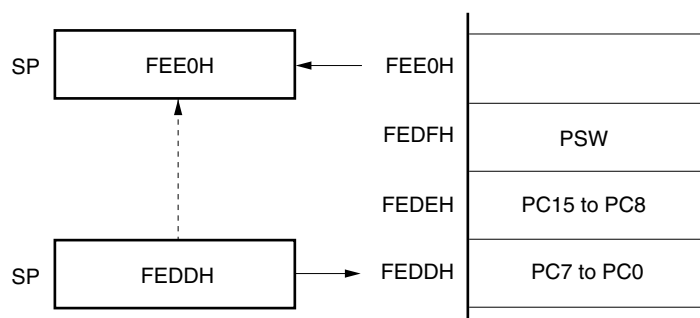 SP FEE0H FEE0H
FEDFH PSW
FEDEH PC15 to PC8
SP FEDDH FEDDH PC7 to PC0